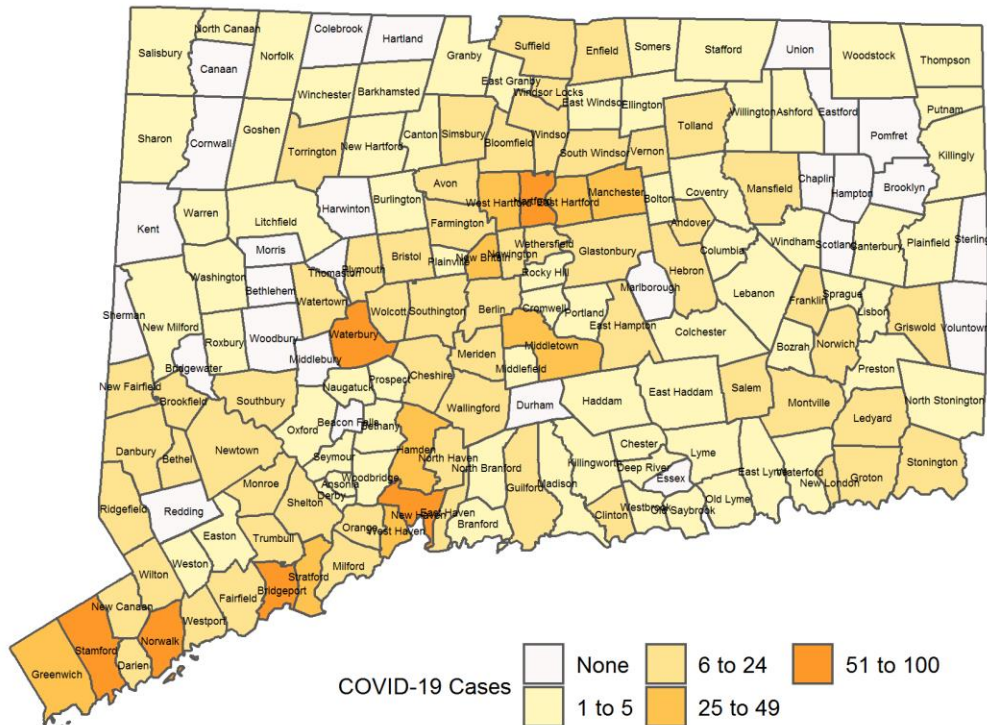 Salisbury
North Canaan
Canaan
Norfolk
Colebrook
Hartland
Granby
Suffield
Enfield
Somers
Stafford
Union
Woodstock
Thompson
Winchester
Barkhamsted
East Granby
Windsor Locks
East Windsor
Ellington
Willington
Ashford
Eastford
Putnam
Pomfret
Sharon
Cornwall
Goshen
Torrington
New Hartford
Canton
Simsbury
Bloomfield
Windsor
South Windsor
Vernon
Tolland
Killingly
Avon
West Hartford
Hartford
East Hartford
Manchester
Bolton
Coventry
Mansfield
Chaplin
Hampton
Brooklyn
Kent
Warren
Litchfield
Harwinton
Burlington
Farmington
Andover
Columbia
Windham
Scotland
Canterbury
Plainfield
Sterling
Morris
Washington
Bethlehem
Thomaston
Plymouth
Bristol
Plainville
New Britain
Newington
Wethersfield
Rocky Hill
Glastonbury
Hebron
Marlborough
Lebanon
Franklin
Sprague
Lisbon
Griswold
Voluntown
Sherman
New Milford
Roxbury
Woodbury
Watertown
Waterbury
Wolcott
Southington
Berlin
Cromwell
Portland
East Hampton
Colchester
Bozrah
Norwich
Preston
Bridgewater
Middlebury
Naugatuck
Prospect
Cheshire
Meriden
Middlefield
Middletown
New Fairfield
Brookfield
Southbury
Oxford
Beacon Falls
Bethany
Wallingford
Durham
Haddam
East Haddam
Salem
Montville
Ledyard
North Stonington
Danbury
Bethel
Newtown
Monroe
Seymour
Woodbridge
Hamden
North Haven
North Branford
Guilford
Madison
Killingworth
Chester
Deep River
Essex
Lyme
East Lyme
Waterford
New London
Groton
Stonington
Ridgefield
Redding
Easton
Shelton
Ansonia
Derby
Orange
New Haven
East Haven
West Haven
Branford
Clinton
Westbrook
Old Saybrook
Old Lyme
Wilton
Weston
Trumbull
Stratford
Milford
Bridgeport
Fairfield
New Canaan
Westport
Norwalk
Darien
Stamford
Greenwich
COVID-19 Cases
None
1 to 5
6 to 24
25 to 49
51 to 100